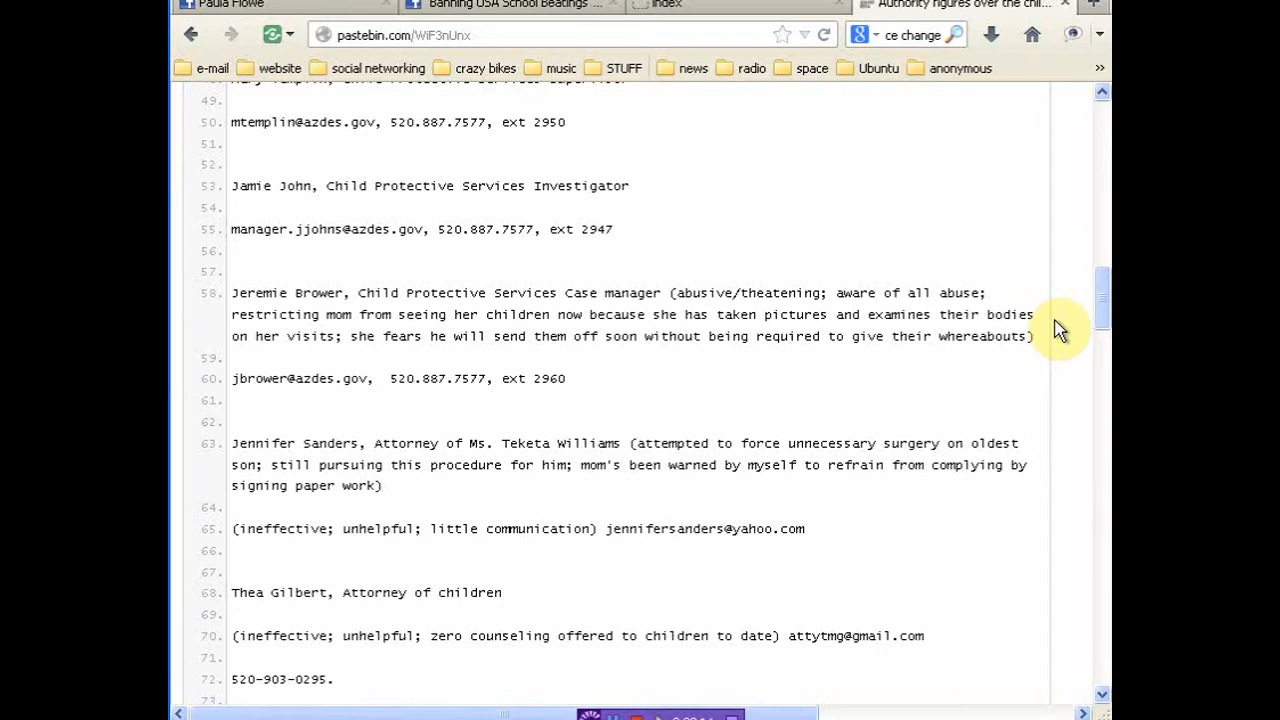 Paula Flowe
Banning USA School Beatings ...
index
Authority figures over the chil...
pastebin.com/WiF3nUnx
ce change
e-mail
website
social networking
crazy bikes
music
STUFF
news
radio
space
Ubuntu
anonymous
»
49.
50. mtemplin@azdes.gov, 520.887.7577, ext 2950
51.
52.
53. Jamie John, Child Protective Services Investigator
54.
55. manager.jjohns@azdes.gov, 520.887.7577, ext 2947
56.
57.
58. Jeremie Brower, Child Protective Services Case manager (abusive/theatening; aware of all abuse;
restricting mom from seeing her children now because she has taken pictures and examines their bodies
on her visits; she fears he will send them off soon without being required to give their whereabouts)
59.
60. jbrower@azdes.gov,  520.887.7577, ext 2960
61.
62.
63. Jennifer Sanders, Attorney of Ms. Teketa Williams (attempted to force unnecessary surgery on oldest
son; still pursuing this procedure for him; mom's been warned by myself to refrain from complying by
signing paper work)
64.
65. (ineffective; unhelpful; little communication) jennifersanders@yahoo.com
66.
67.
68. Thea Gilbert, Attorney of children
69.
70. (ineffective; unhelpful; zero counseling offered to children to date) attytmg@gmail.com
71.
72. 520-903-0295.
73.